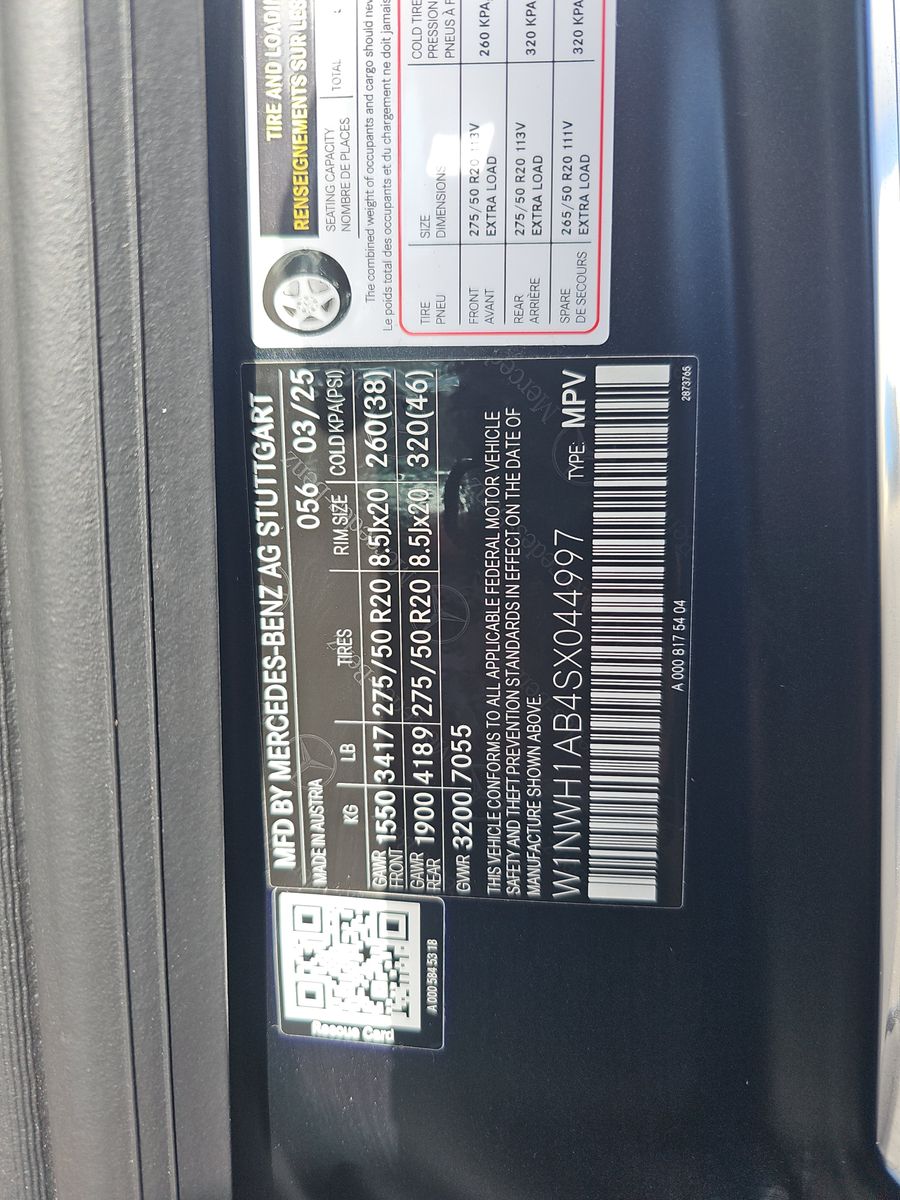 MFD BY MERCEDES-BENZ AG STUTTGART
MADE IN AUSTRIA 056 03/25
KG LB TIRES RIM SIZE COLD KPA(PSI)
GAWR FRONT 1550 3417 275/50 R20 8.5Jx20 260(38)
GAWR REAR 1900 4189 275/50 R20 8.5Jx20 320(46)
GVWR 3200 7055
THIS VEHICLE CONFORMS TO ALL APPLICABLE FEDERAL MOTOR VEHICLE
SAFETY AND THEFT PREVENTION STANDARDS IN EFFECT ON THE DATE OF
MANUFACTURE SHOWN ABOVE.
W1NWH1AB4SX044997 TYPE: MPV
A 000 817 54 04
2873765
Rescue Card
A 000 584 53 18
TIRE AND
RENSEIGNEMENTS SUR LES
SEATING CAPACITY
NOMBRE DE PLACES
TOTAL
The combined weight of occupants and cargo should
Le poids total des occupants et du chargement ne doit jamais
TIRE SIZE COLD TIRE
PNEU DIMENSIONS PRESSION
PNEUS À
FRONT 275/50 R20 113V 260 KPA
AVANT EXTRA LOAD
REAR 275/50 R20 113V 320 KPA
ARRIÈRE EXTRA LOAD
SPARE 265/50 R20 111V 320 KPA
DE SECOURS EXTRA LOAD